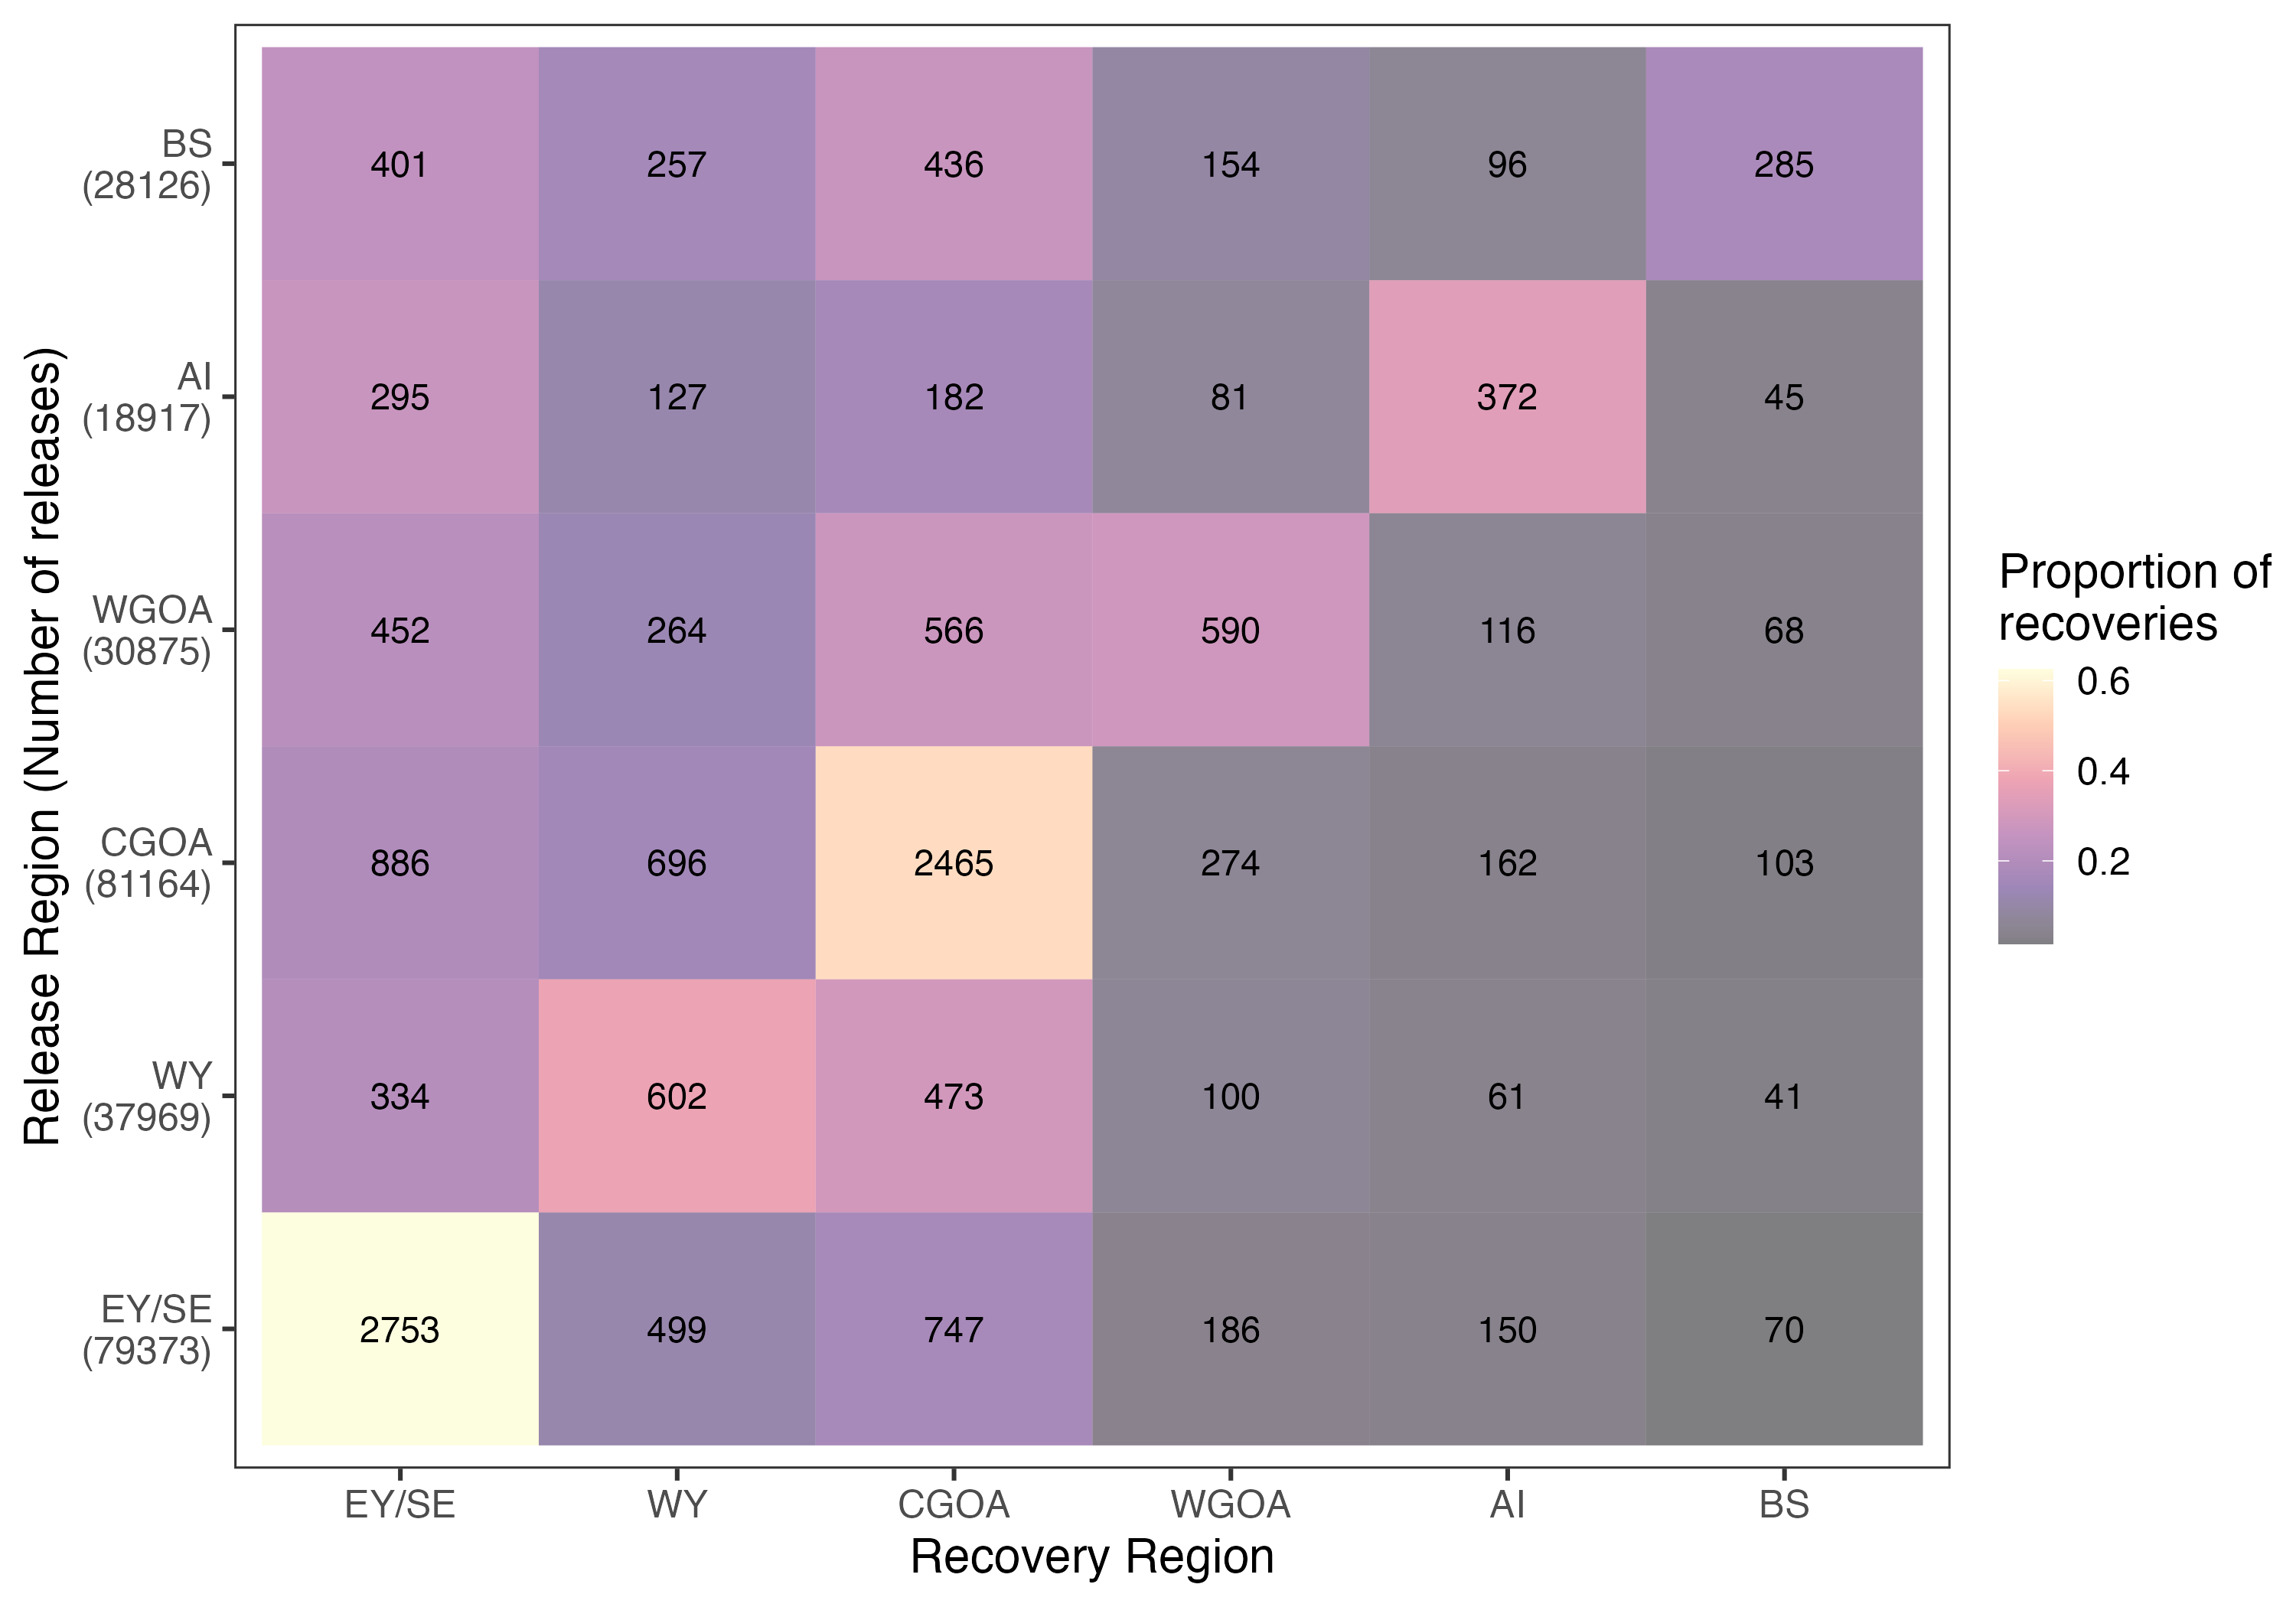 Release Region (Number of releases)
BS
(28126)
401 257 436 154 96 285
AI
(18917)
295 127 182 81 372 45
WGOA
(30875)
452 264 566 590 116 68
CGOA
(81164)
886 696 2465 274 162 103
WY
(37969)
334 602 473 100 61 41
EY/SE
(79373)
2753 499 747 186 150 70
EY/SE WY CGOA WGOA AI BS
Recovery Region
Proportion of
recoveries
0.6
0.4
0.2